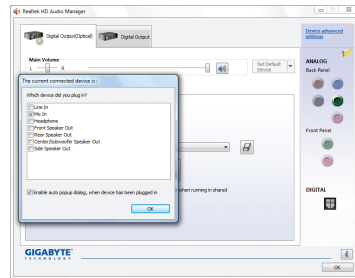 Realtek HD Audio Manager
Digital Output(Optical)
Digital Output
Device advanced
settings
Main Volume
L
R
Set Default
Device
ANALOG
Back Panel
The current connected device is :
Which device did you plug in?
Line In
Mic In
Headphone
Front Speaker Out
Rear Speaker Out
Center/Subwoofer Speaker Out
Side Speaker Out
Front Panel
Enable auto popup dialog, when device has been plugged in
when running in shared
DIGITAL
OK
GIGABYTE
TECHNOLOGY
OK